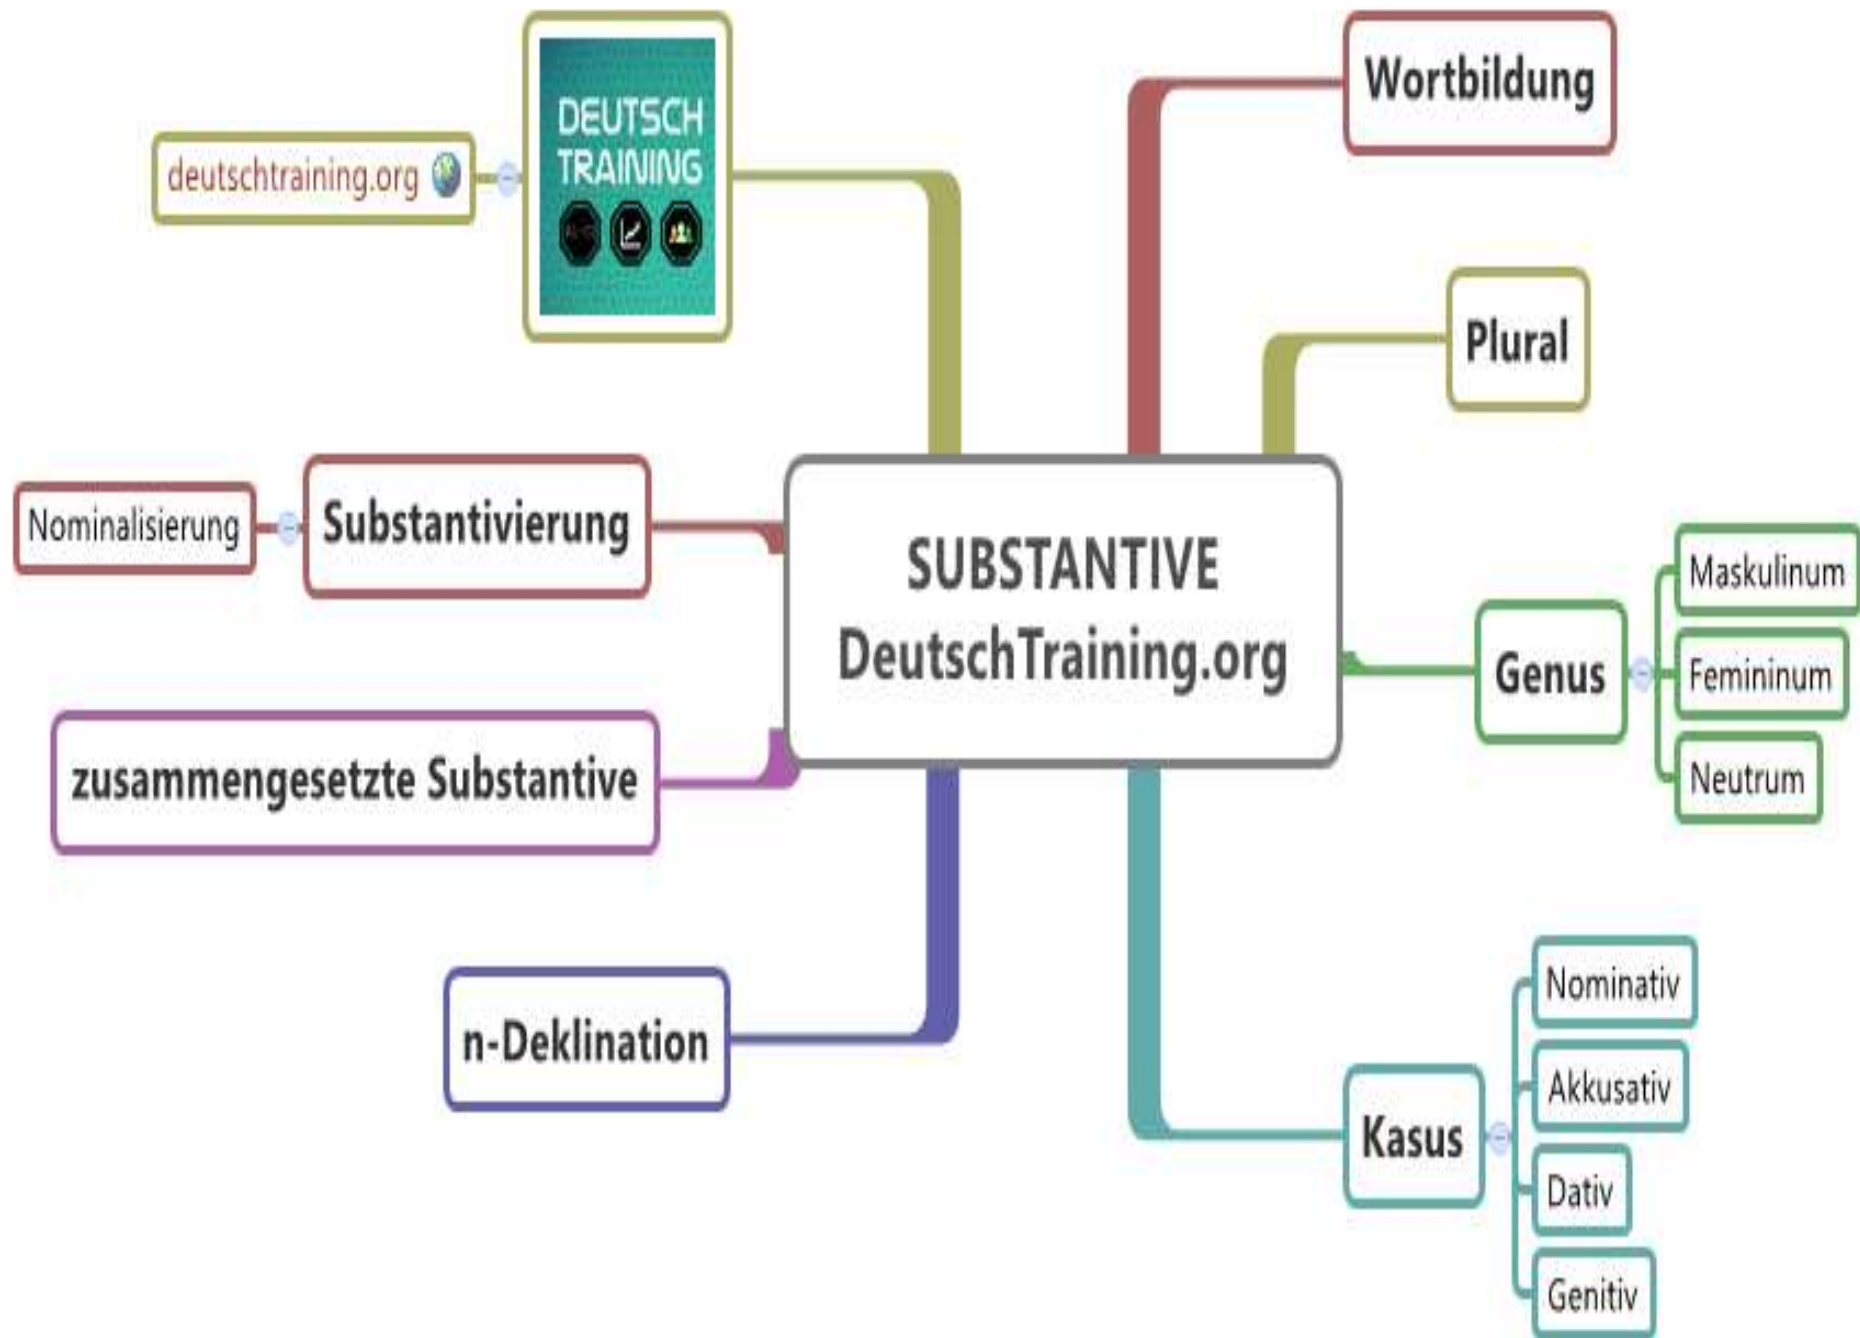 DEUTSCH
TRAINING
deutschtraining.org
Wortbildung
Plural
Nominalisierung
Substantivierung
SUBSTANTIVE
DeutschTraining.org
Genus
Maskulinum
Femininum
Neutrum
zusammengesetzte Substantive
n-Deklination
Kasus
Nominativ
Akkusativ
Dativ
Genitiv